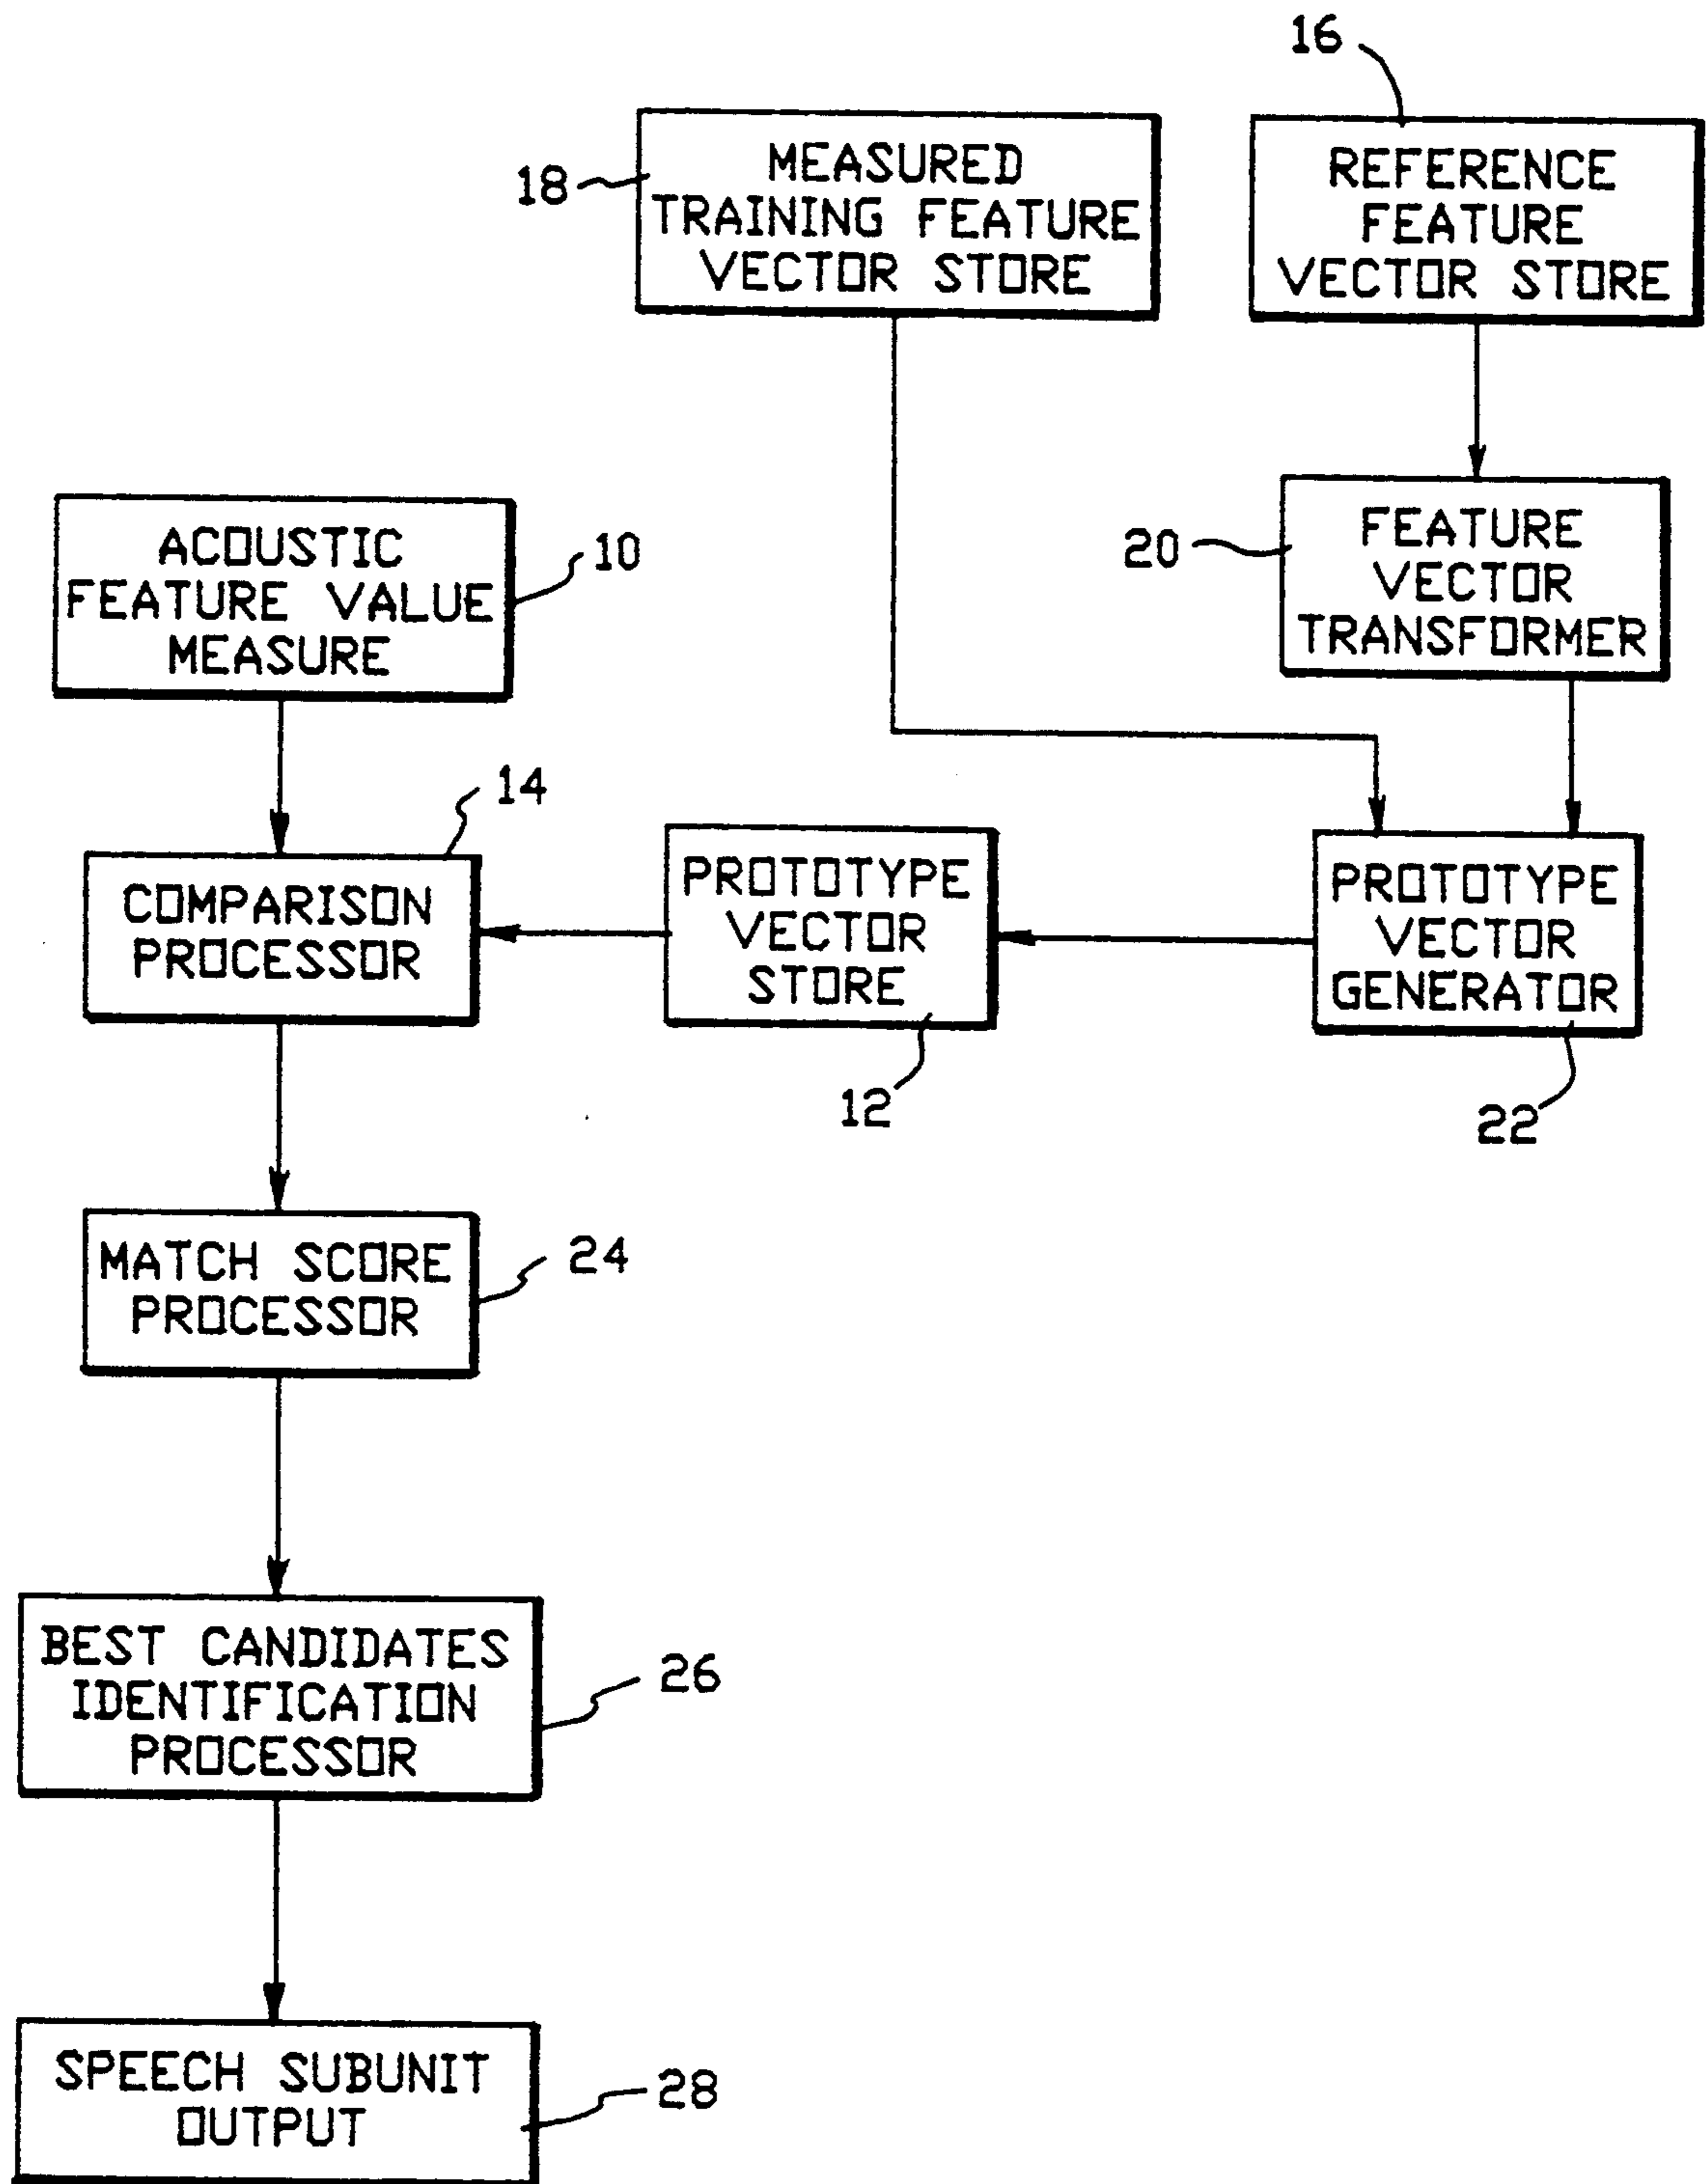 16
18
MEASURED
TRAINING FEATURE
VECTOR STORE
REFERENCE
FEATURE
VECTOR STORE
ACOUSTIC
FEATURE VALUE
MEASURE
10
20
FEATURE
VECTOR
TRANSFORMER
14
COMPARISON
PROCESSOR
PROTOTYPE
VECTOR
STORE
12
PROTOTYPE
VECTOR
GENERATOR
22
MATCH SCORE
PROCESSOR
24
BEST CANDIDATES
IDENTIFICATION
PROCESSOR
26
SPEECH SUBUNIT
OUTPUT
28